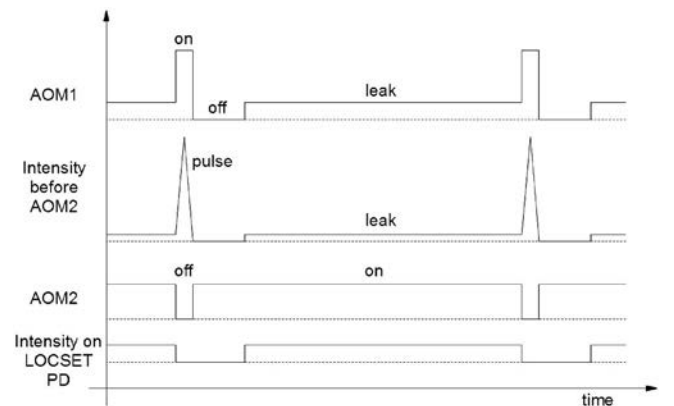 on
AOM1
leak
off
pulse
Intensity
before
AOM2
leak
off
on
AOM2
Intensity on
LOCSET
PD
time